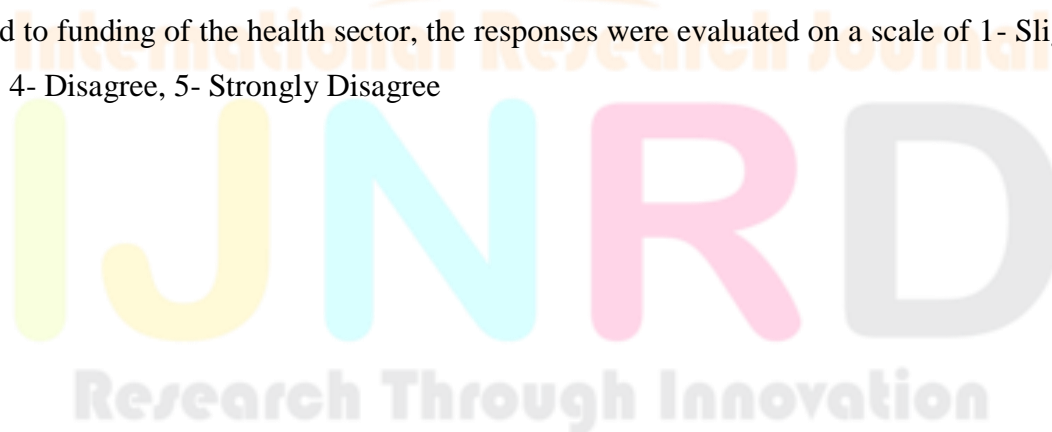 d to funding of the health sector, the responses were evaluated on a scale of 1- Sli
International Research Journal
4- Disagree, 5- Strongly Disagree
IJNRD
Research Through Innovation